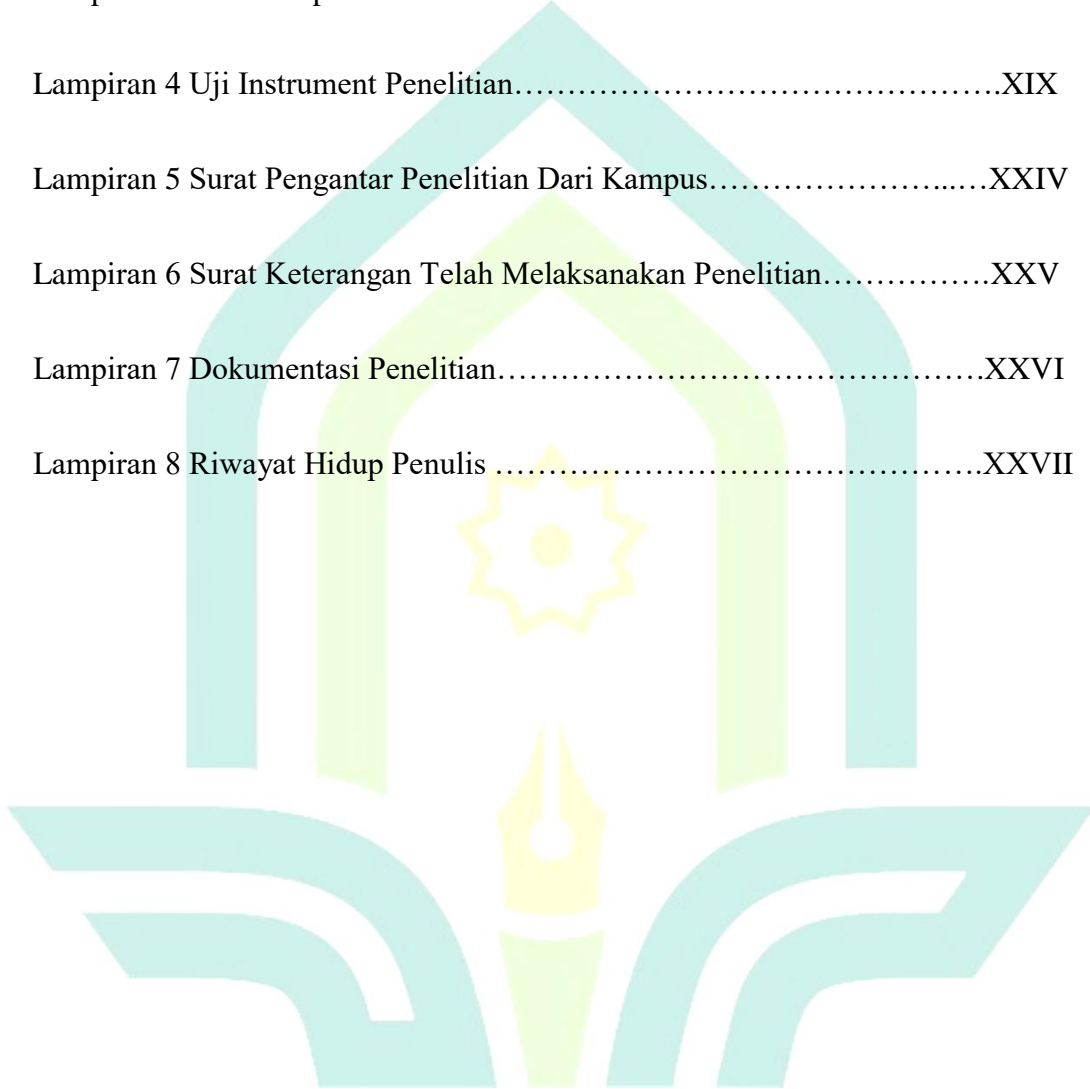 Lampiran 4 Uji Instrument Penelitian……………………………………….XIX
Lampiran 5 Surat Pengantar Penelitian Dari Kampus…………………...…XXIV
Lampiran 6 Surat Keterangan Telah Melaksanakan Penelitian…………….XXV
Lampiran 7 Dokumentasi Penelitian……………………………………….XXVI
Lampiran 8 Riwayat Hidup Penulis ……………………………………….XXVII